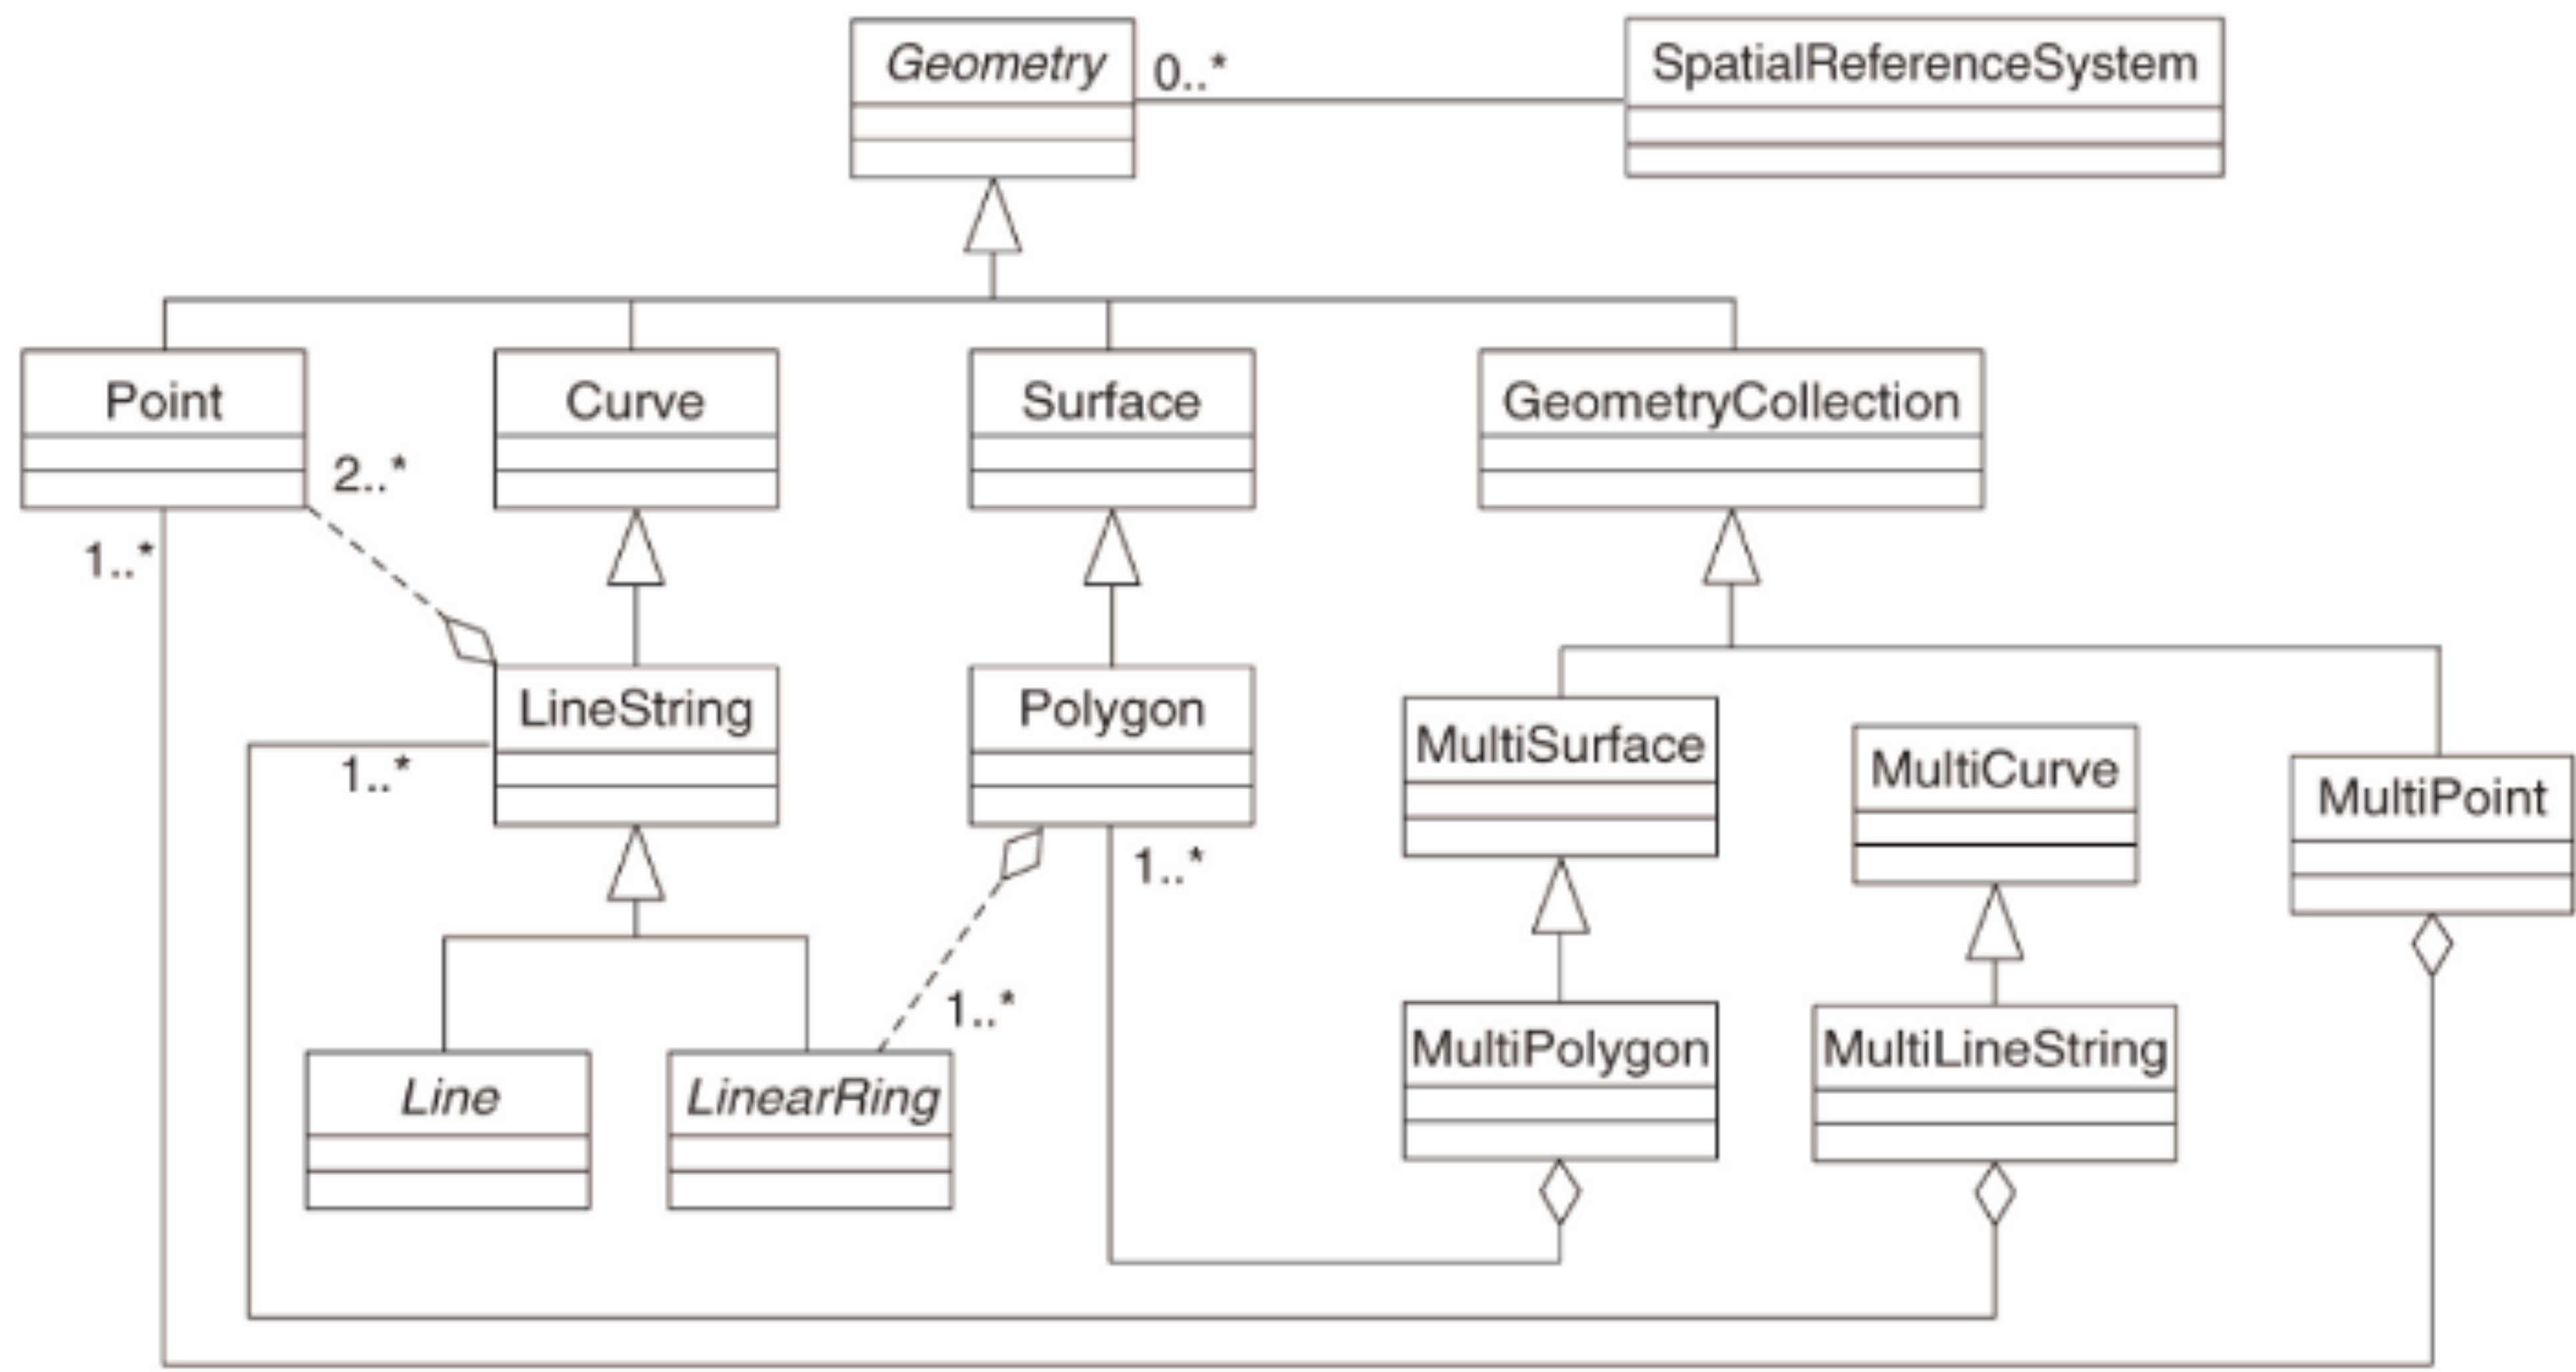 Geometry
0..*
SpatialReferenceSystem
Point
Curve
Surface
GeometryCollection
2..*
1..*
LineString
Polygon
MultiSurface
MultiCurve
MultiPoint
1..*
1..*
1..*
Line
LinearRing
MultiPolygon
MultiLineString